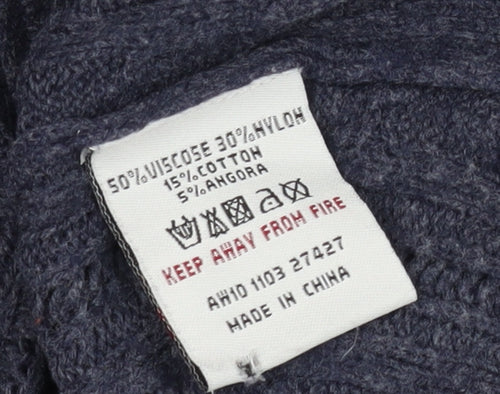 50%VISCOSE 30%NYLON
15%COTTON
5%ANGORA
KEEP AWAY FROM FIRE
AW10 1103 27427
MADE IN CHINA